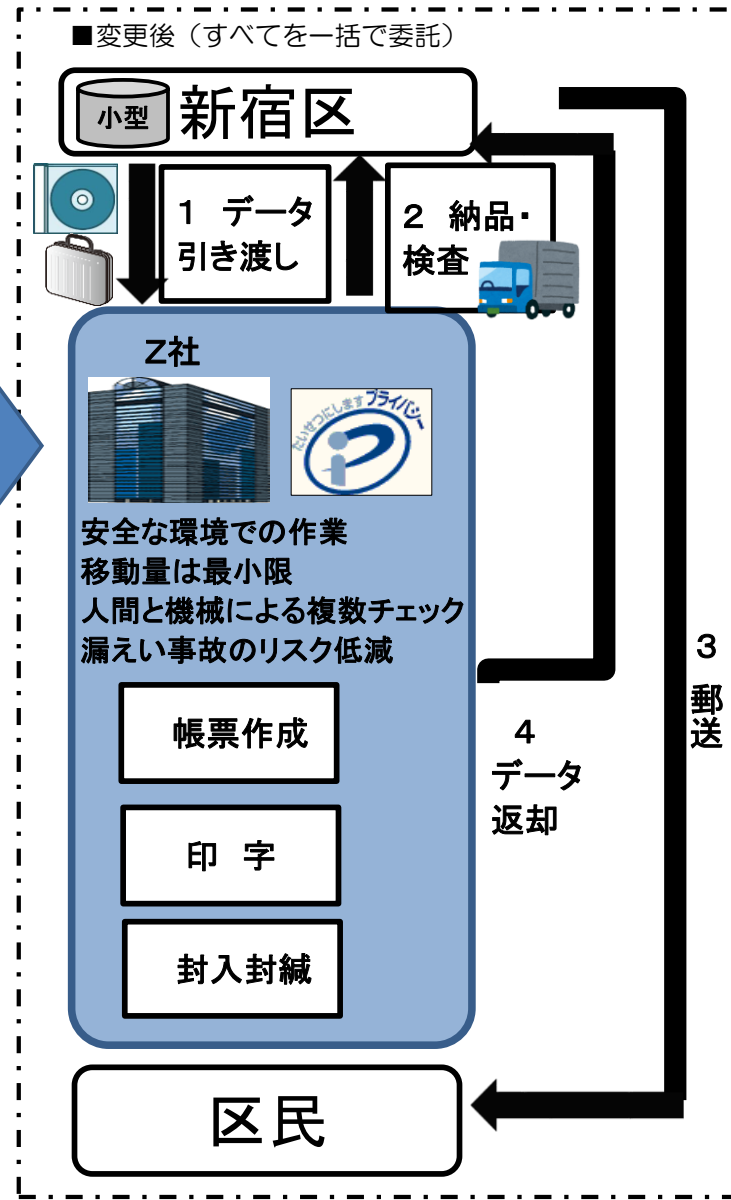 ■変更後（すべてを一括で委託）
小型
新宿区
1　データ
引き渡し
2　納品・
検査
Z社
たいせつにしますプライバシー
安全な環境での作業
移動量は最小限
人間と機械による複数チェック
漏えい事故のリスク低減
帳票作成
印　字
封入封緘
4
データ
返却
3
郵送
区民